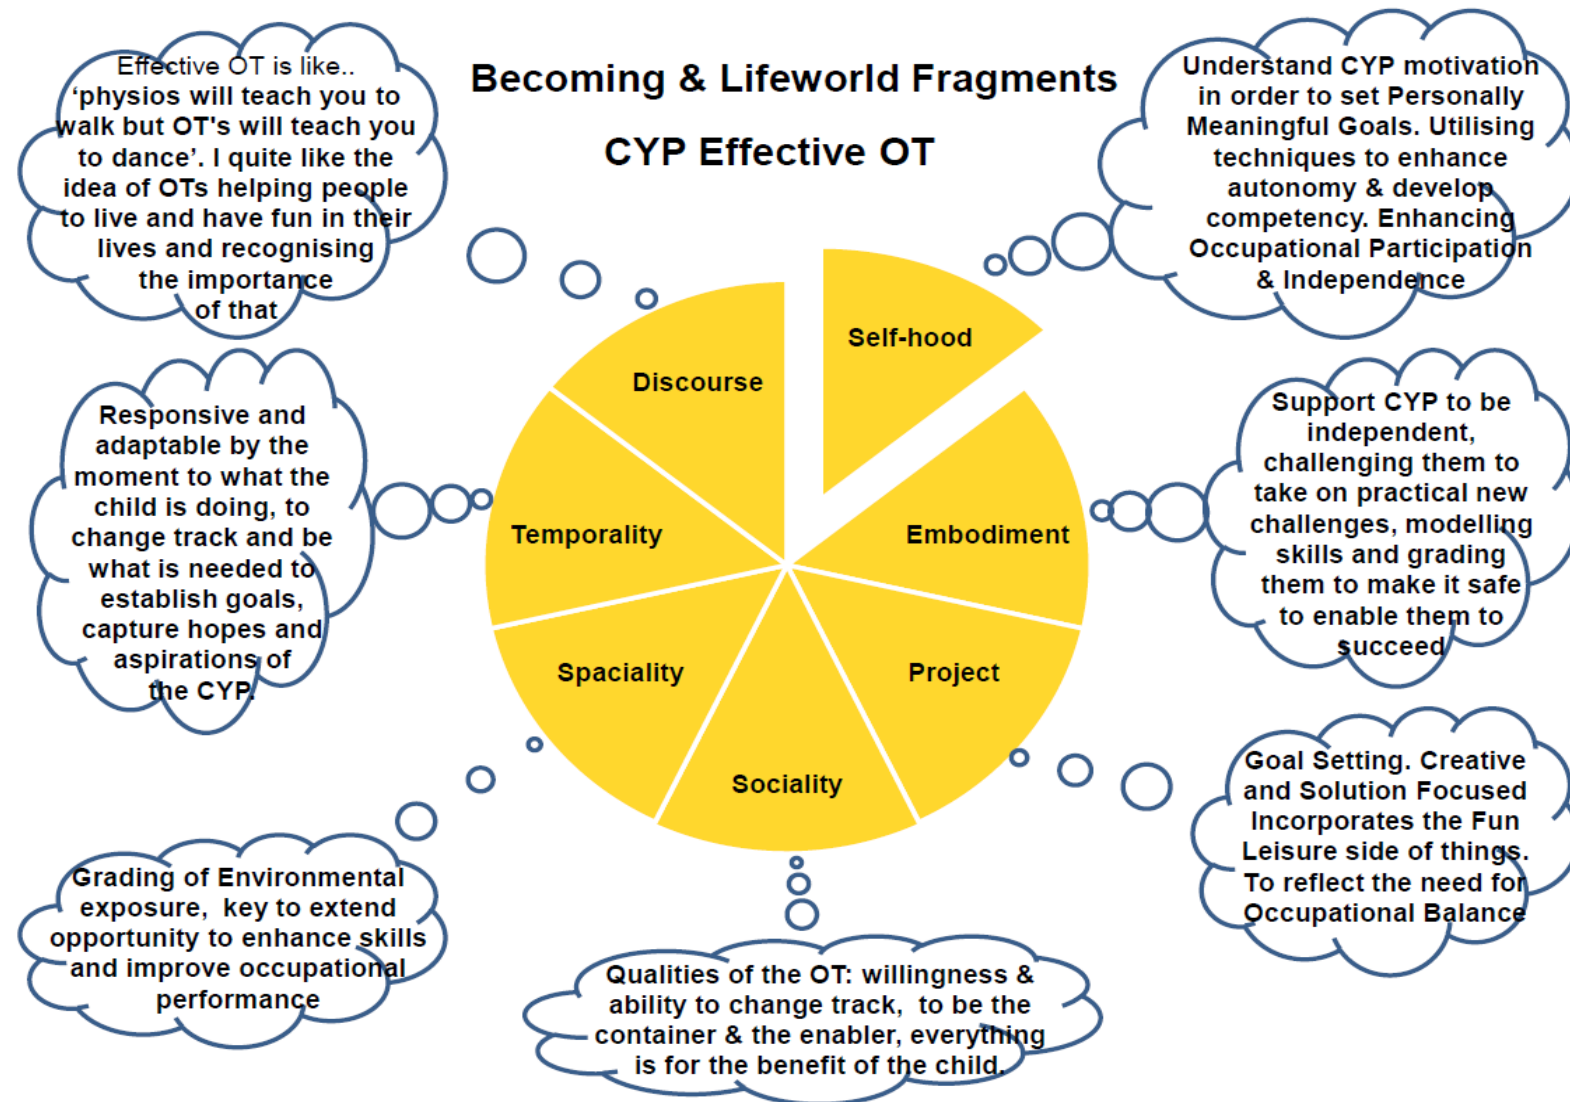 Becoming & Lifeworld Fragments
CYP Effective OT
Effective OT is like..
‘physios will teach you to
walk but OT's will teach you
to dance’. I quite like the
idea of OTs helping people
to live and have fun in their
lives and recognising
the importance
of that
Understand CYP motivation
in order to set Personally
Meaningful Goals. Utilising
techniques to enhance
autonomy & develop
competency. Enhancing
Occupational Participation
& Independence
Self-hood
Discourse
Responsive and
adaptable by the
moment to what the
child is doing, to
change track and be
what is needed to
establish goals,
capture hopes and
aspirations of
the CYP.
Support CYP to be
independent,
challenging them to
take on practical new
challenges, modelling
skills and grading
them to make it safe
to enable them to
succeed
Temporality
Embodiment
Spaciality
Project
Sociality
Goal Setting. Creative
and Solution Focused
Incorporates the Fun
Leisure side of things.
To reflect the need for
Occupational Balance
Grading of Environmental
exposure, key to extend
opportunity to enhance skills
and improve occupational
performance
Qualities of the OT: willingness &
ability to change track, to be the
container & the enabler, everything
is for the benefit of the child.